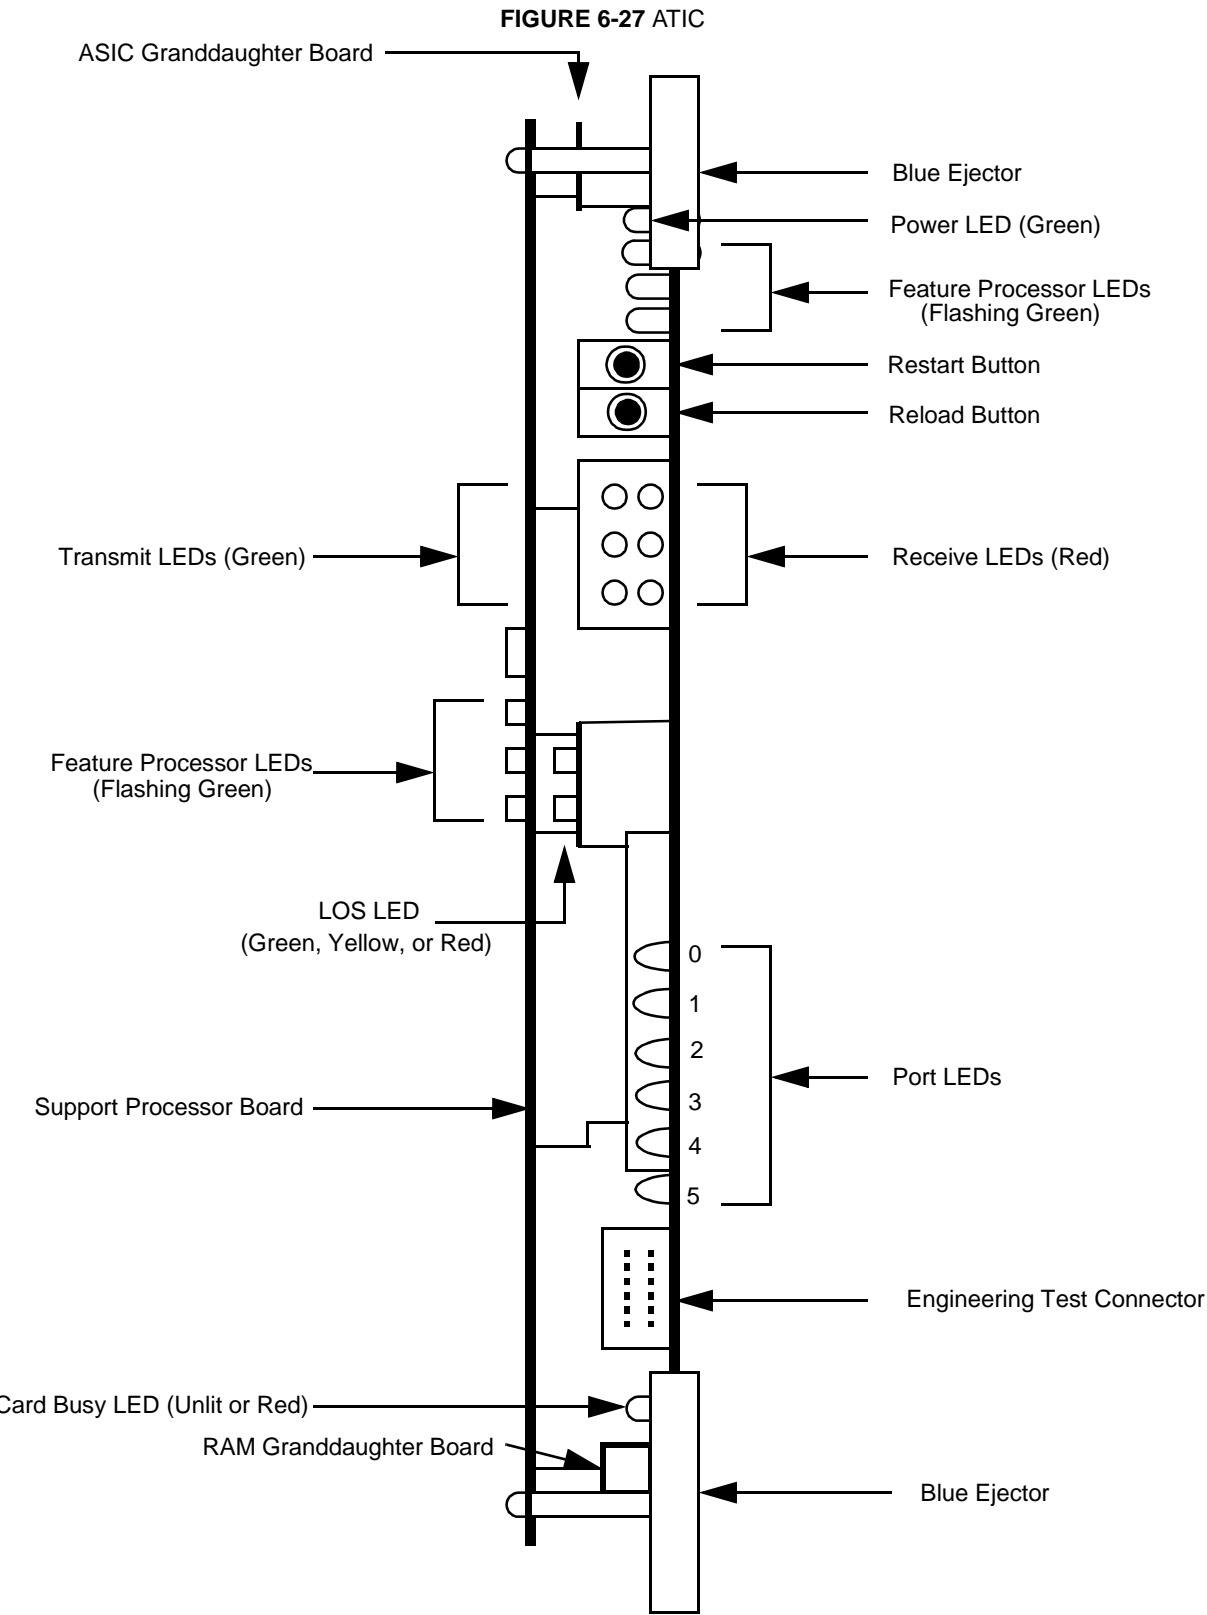 FIGURE 6-27 ATIC
ASIC Granddaughter Board
Blue Ejector
Power LED (Green)
Feature Processor LEDs
(Flashing Green)
Restart Button
Reload Button
Transmit LEDs (Green)
Receive LEDs (Red)
Feature Processor LEDs
(Flashing Green)
LOS LED
(Green, Yellow, or Red)
0
1
2
3
4
5
Port LEDs
Support Processor Board
Engineering Test Connector
Card Busy LED (Unlit or Red)
RAM Granddaughter Board
Blue Ejector